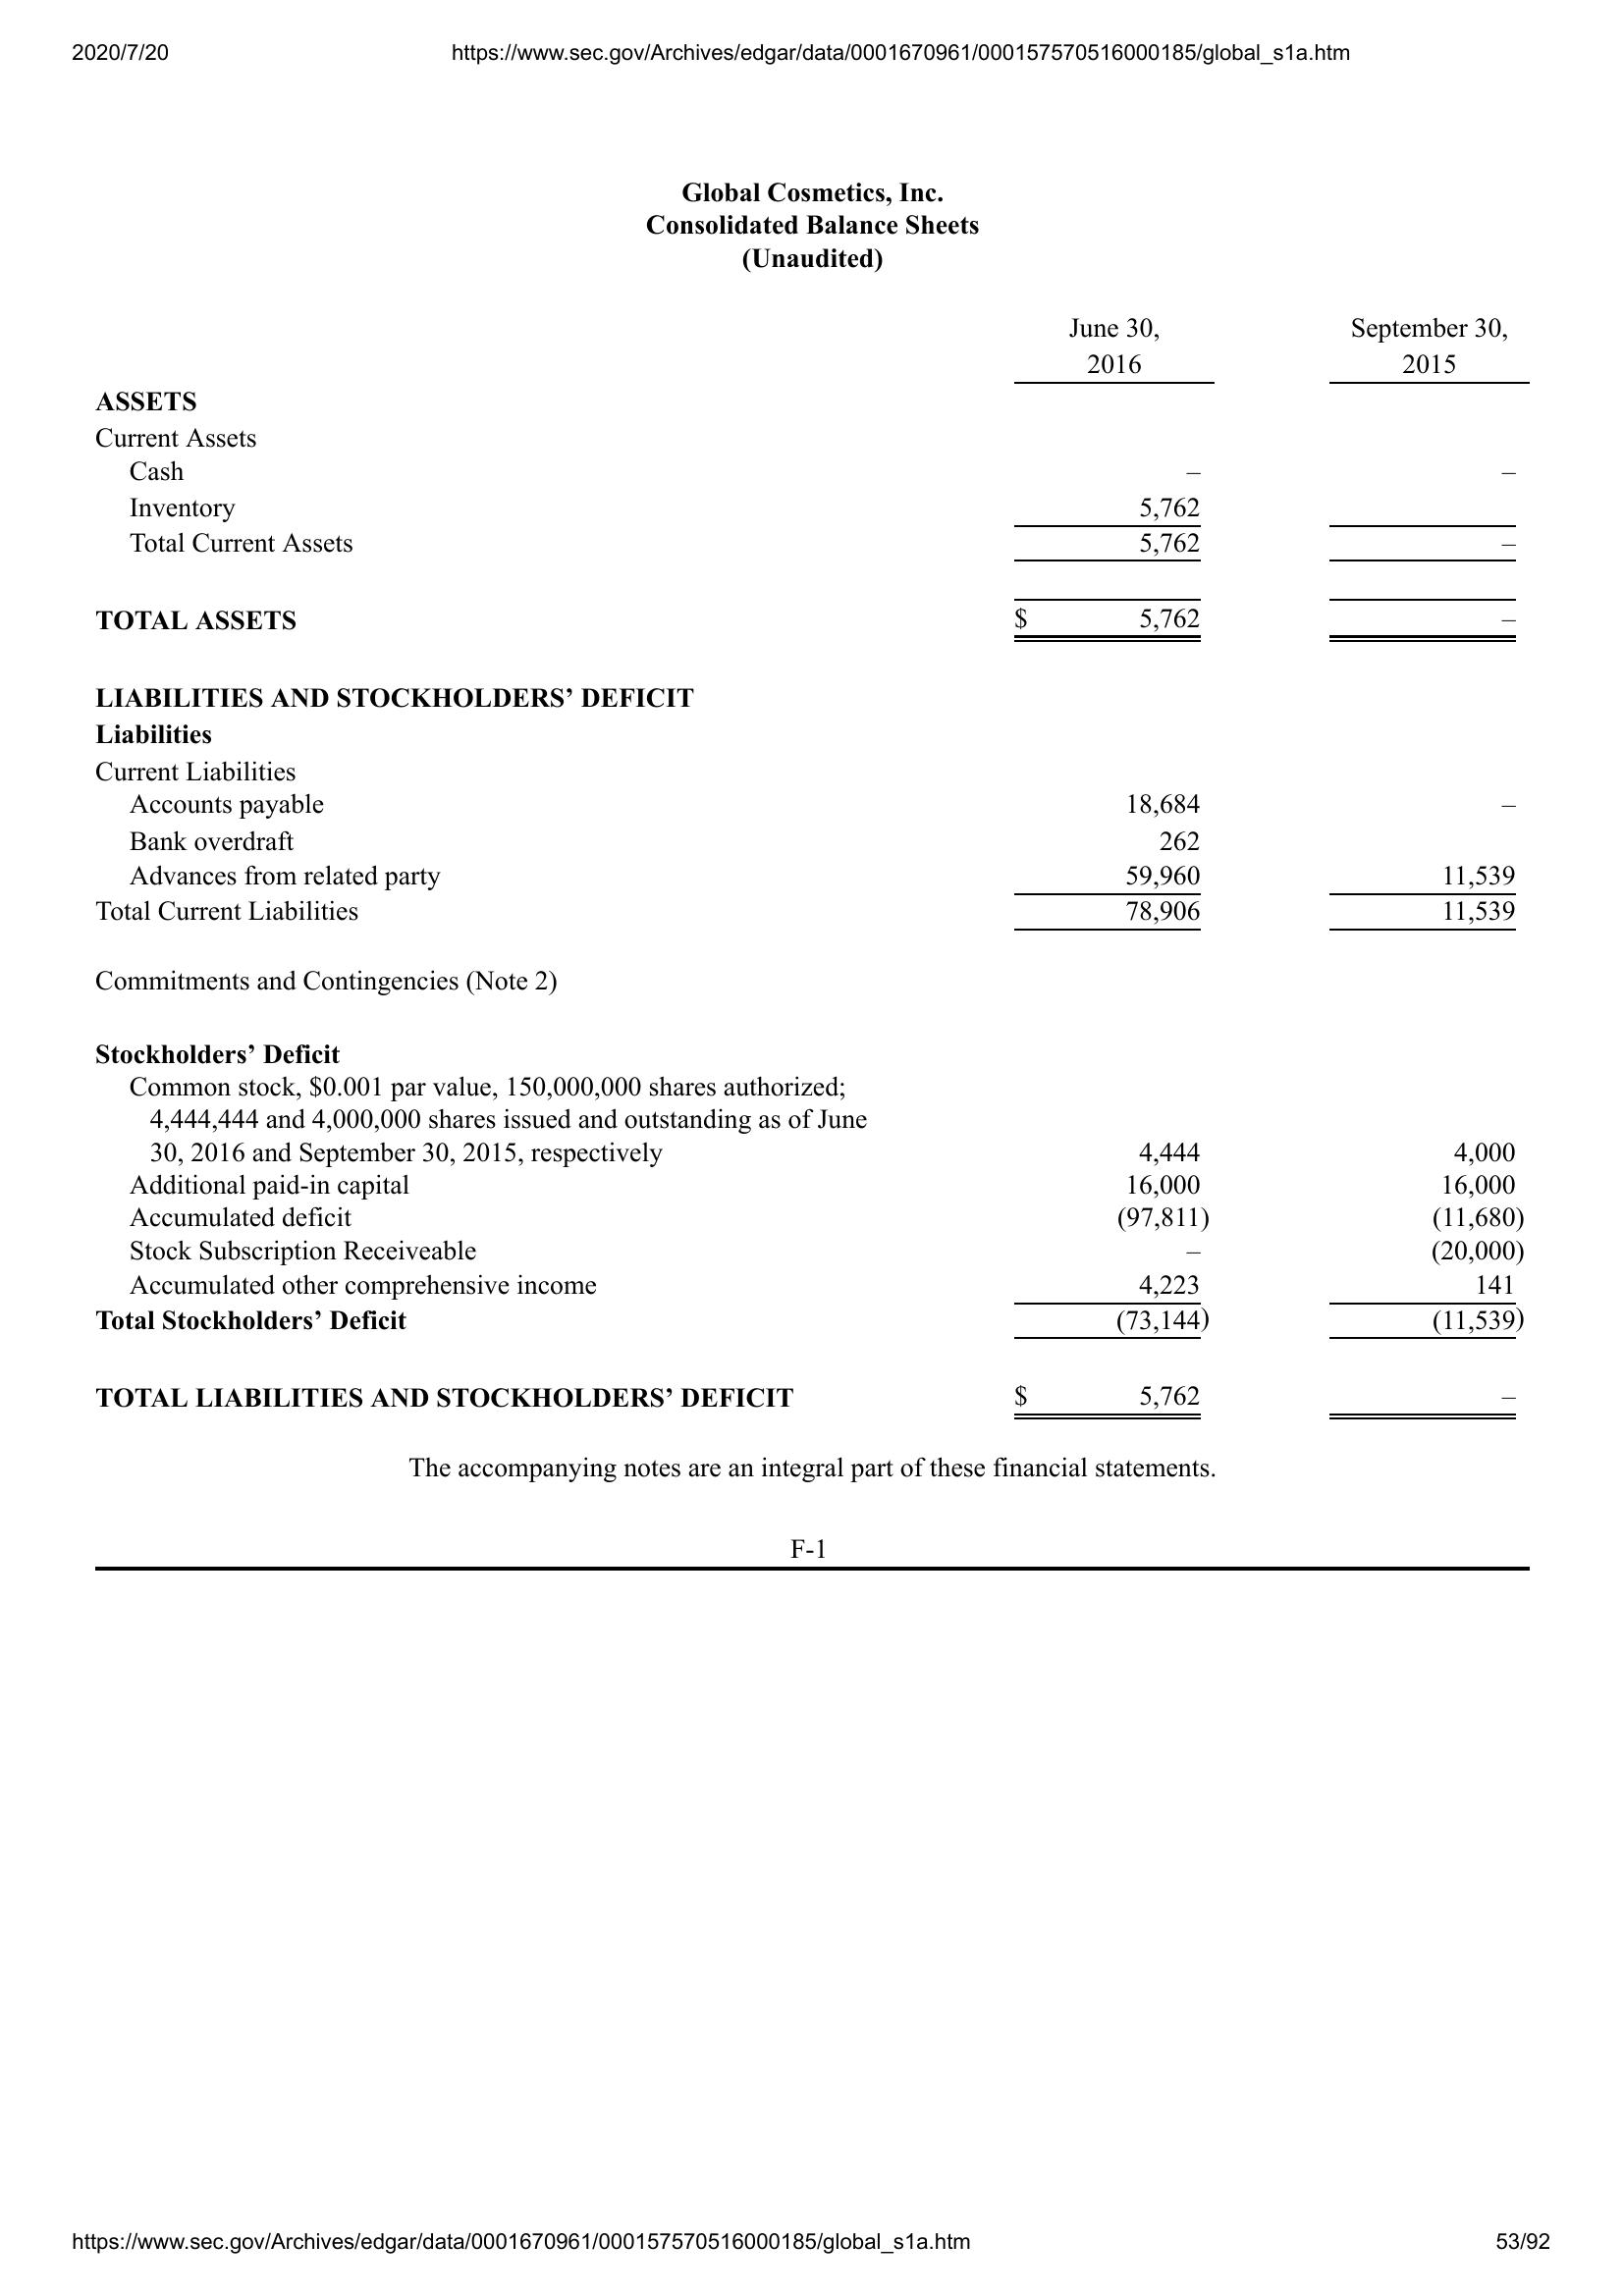 2020/7/20 https://www.sec.gov/Archives/edgar/data/0001670961/000157570516000185/global_s1a.htm
Global Cosmetics, Inc.
Consolidated Balance Sheets
(Unaudited)
June 30, September 30,
2016 2015
ASSETS
Current Assets
Cash – –
Inventory 5,762
Total Current Assets 5,762 –
TOTAL ASSETS $ 5,762 –
LIABILITIES AND STOCKHOLDERS’ DEFICIT
Liabilities
Current Liabilities
Accounts payable 18,684 –
Bank overdraft 262
Advances from related party 59,960 11,539
Total Current Liabilities 78,906 11,539
Commitments and Contingencies (Note 2)
Stockholders’ Deficit
Common stock, $0.001 par value, 150,000,000 shares authorized;
4,444,444 and 4,000,000 shares issued and outstanding as of June
30, 2016 and September 30, 2015, respectively 4,444 4,000
Additional paid-in capital 16,000 16,000
Accumulated deficit (97,811) (11,680)
Stock Subscription Receiveable – (20,000)
Accumulated other comprehensive income 4,223 141
Total Stockholders’ Deficit (73,144) (11,539)
TOTAL LIABILITIES AND STOCKHOLDERS’ DEFICIT $ 5,762 –
The accompanying notes are an integral part of these financial statements.
F-1
https://www.sec.gov/Archives/edgar/data/0001670961/000157570516000185/global_s1a.htm 53/92